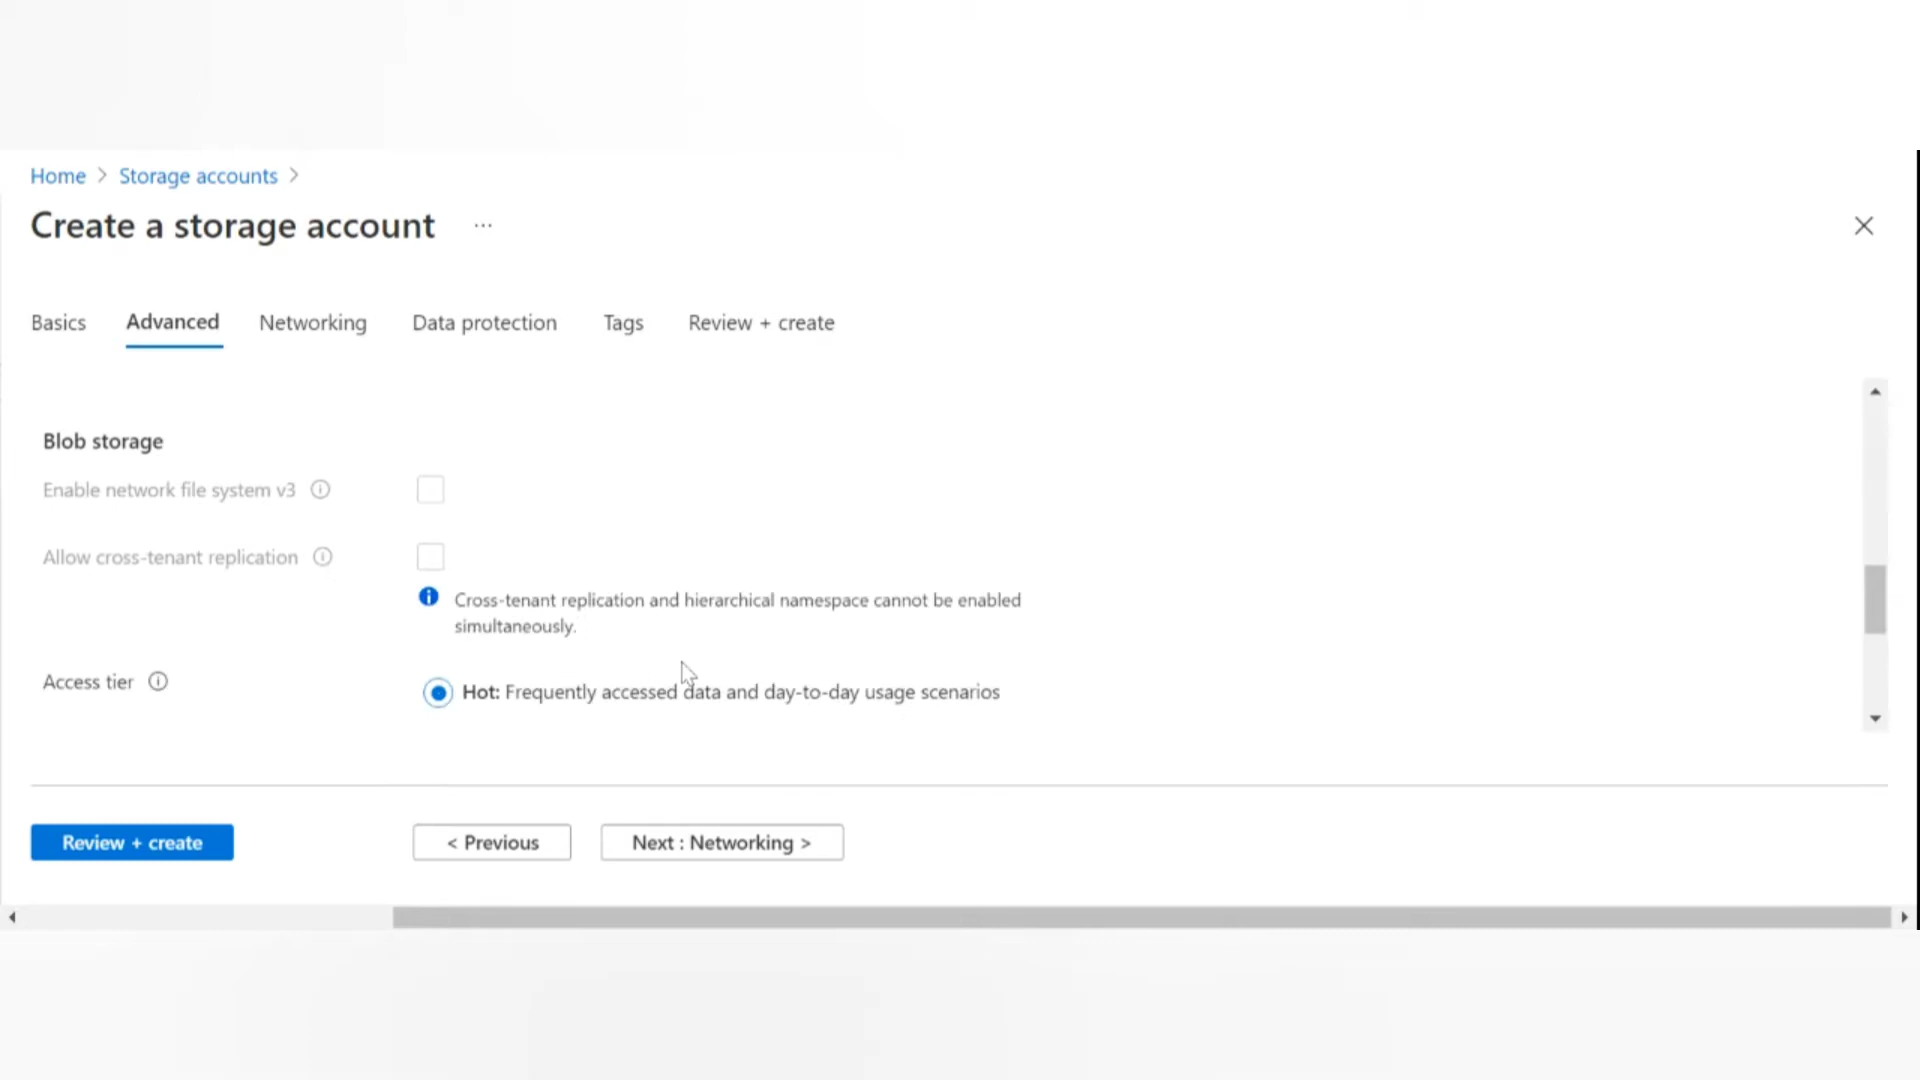 Home > Storage accounts >
Create a storage account ...
Basics Advanced Networking Data protection Tags Review + create
Blob storage
Enable network file system v3
Allow cross-tenant replication
Cross-tenant replication and hierarchical namespace cannot be enabled
simultaneously.
Access tier
Hot: Frequently accessed data and day-to-day usage scenarios
Review + create
< Previous
Next : Networking >